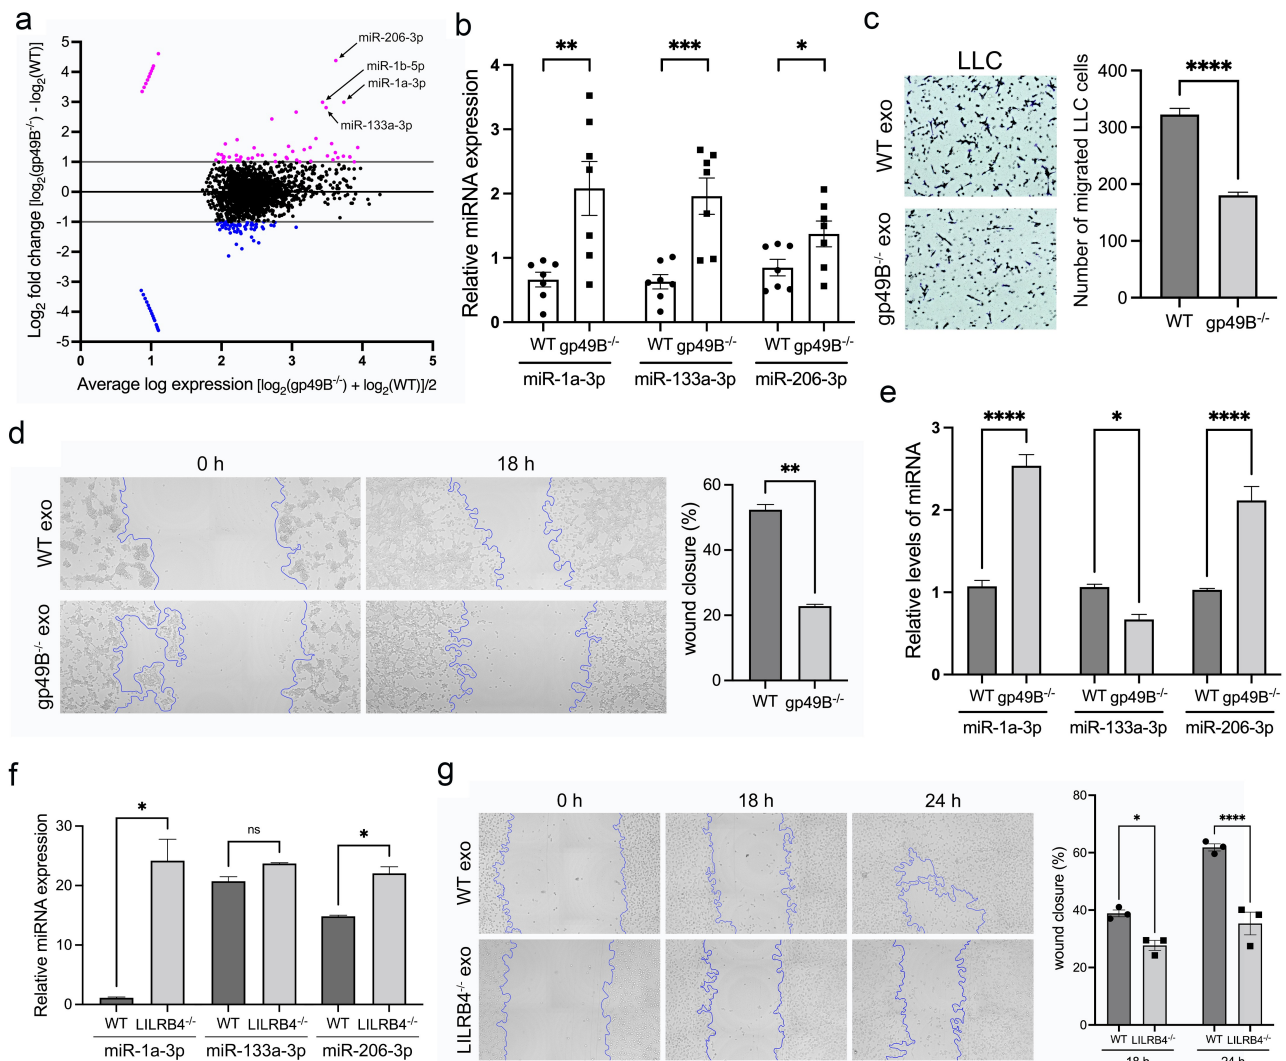 a
Log2 fold change [log2(gp49B-/-) - log2(WT)]
5
4
3
2
1
0
-1
-2
-3
-4
-5
miR-206-3p
miR-1b-5p
miR-1a-3p
miR-133a-3p
0 1 2 3 4 5
Average log expression [log2(gp49B-/-) + log2(WT)]/2
b
Relative miRNA expression
4
3
2
1
0
** *** *
WT gp49B-/- WT gp49B-/- WT gp49B-/-
miR-1a-3p miR-133a-3p miR-206-3p
c
LLC
WT exo
gp49B-/- exo
Number of migrated LLC cells
400
300
200
100
0
****
WT gp49B-/-
d
0 h 18 h
WT exo
gp49B-/- exo
wound closure (%)
60
40
20
0
**
WT gp49B-/-
e
Relative levels of miRNA
3
2
1
0
**** * ****
WT gp49B-/- WT gp49B-/- WT gp49B-/-
miR-1a-3p miR-133a-3p miR-206-3p
f
Relative miRNA expression
30
20
10
0
* ns *
WT LILRB4-/- WT LILRB4-/- WT LILRB4-/-
miR-1a-3p miR-133a-3p miR-206-3p
g
0 h 18 h 24 h
WT exo
LILRB4-/- exo
wound closure (%)
80
60
40
20
0
* ****
WT LILRB4-/- WT LILRB4-/-
18 h 24 h